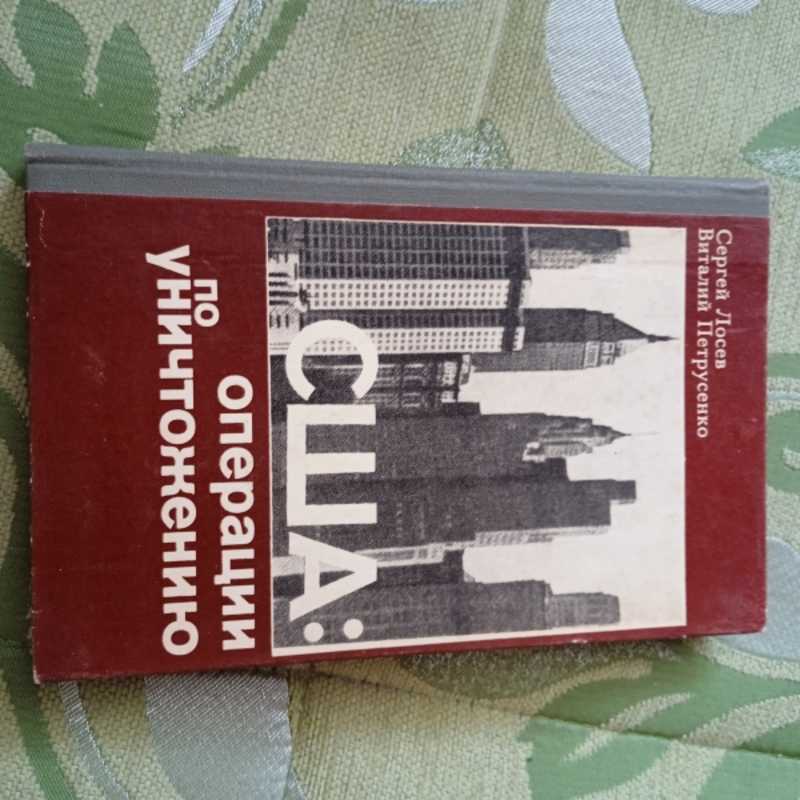 Сергей Лосев
Виталий Петрусенко
США:
операции
по
уничтожению